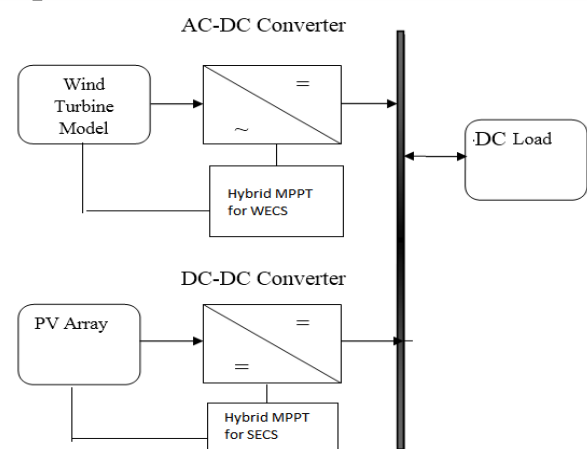 AC-DC Converter
Wind
Turbine
Model
=
~
·DC Load
Hybrid MPPT
for WECS
DC-DC Converter
PV Array
=
=
Hybrid MPPT
for SECS